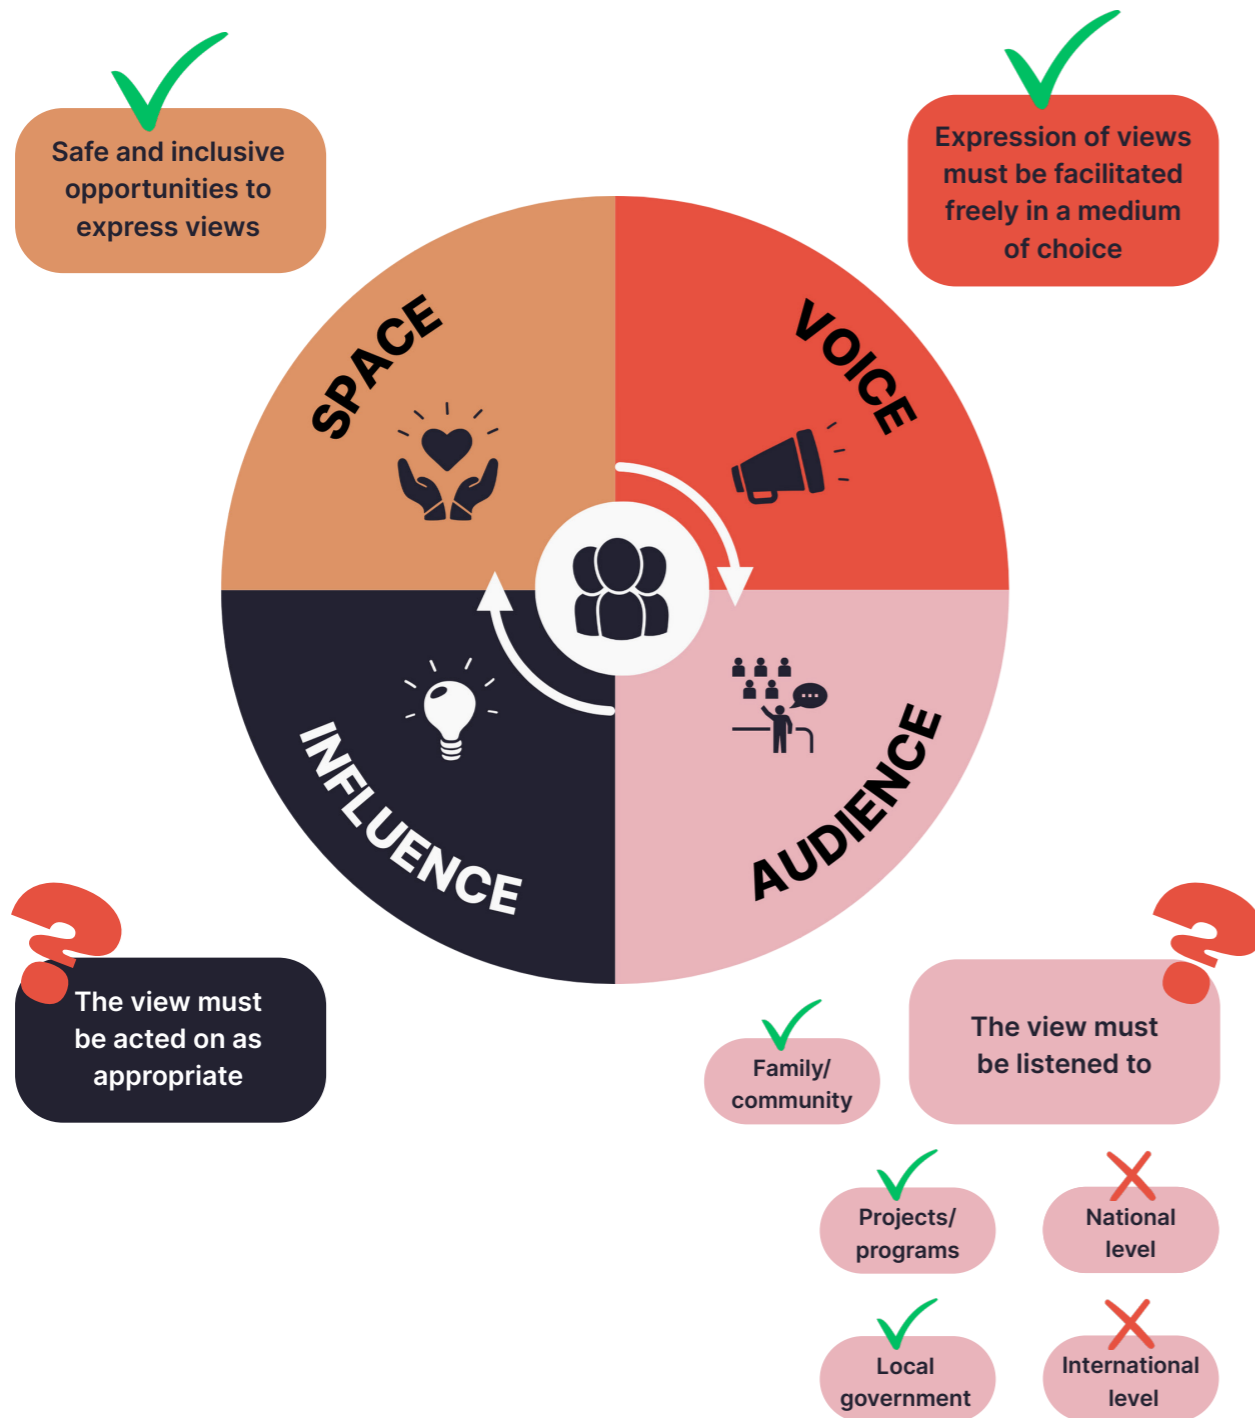 Safe and inclusive
opportunities to
express views
Expression of views
must be facilitated
freely in a medium
of choice
SPACE
VOICE
INFLUENCE
AUDIENCE
?
The view must
be acted on as
appropriate
?
The view must
be listened to
Family/
community
Projects/
programs
National
level
Local
government
International
level